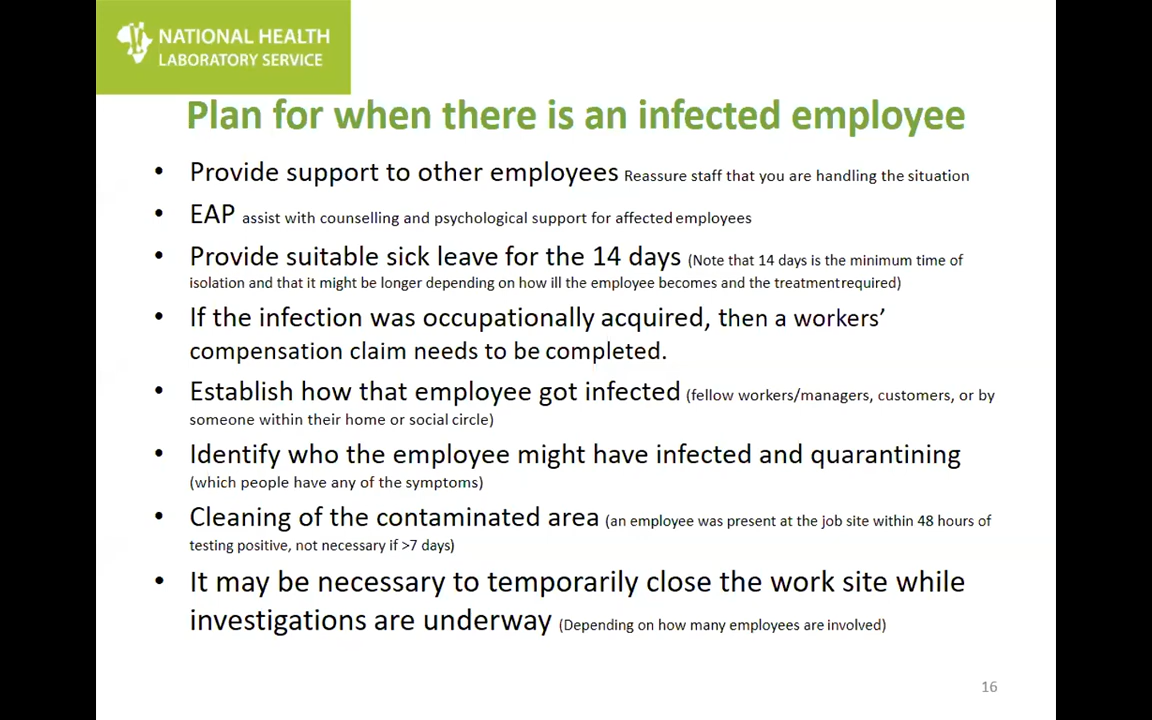 NATIONAL HEALTH
LABORATORY SERVICE
Plan for when there is an infected employee
• Provide support to other employees Reassure staff that you are handling the situation
• EAP assist with counselling and psychological support for affected employees
• Provide suitable sick leave for the 14 days (Note that 14 days is the minimum time of
isolation and that it might be longer depending on how ill the employee becomes and the treatment required)
• If the infection was occupationally acquired, then a workers’
compensation claim needs to be completed.
• Establish how that employee got infected (fellow workers/managers, customers, or by
someone within their home or social circle)
• Identify who the employee might have infected and quarantining
(which people have any of the symptoms)
• Cleaning of the contaminated area (an employee was present at the job site within 48 hours of
testing positive, not necessary if >7 days)
• It may be necessary to temporarily close the work site while
investigations are underway (Depending on how many employees are involved)
16